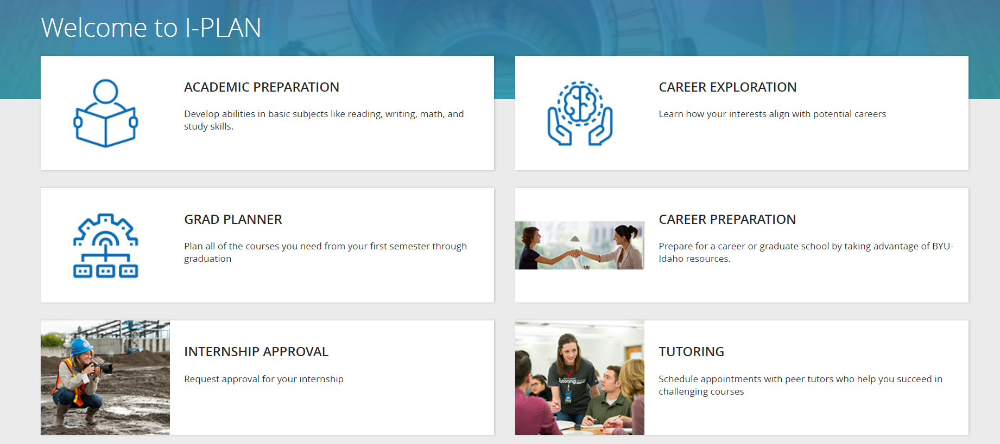 Welcome to I-PLAN
ACADEMIC PREPARATION
Develop abilities in basic subjects like reading, writing, math, and
study skills.
CAREER EXPLORATION
Learn how your interests align with potential careers
GRAD PLANNER
Plan all of the courses you need from your first semester through
graduation
CAREER PREPARATION
Prepare for a career or graduate school by taking advantage of BYU-
Idaho resources.
INTERNSHIP APPROVAL
Request approval for your internship
TUTORING
Schedule appointments with peer tutors who help you succeed in
challenging courses